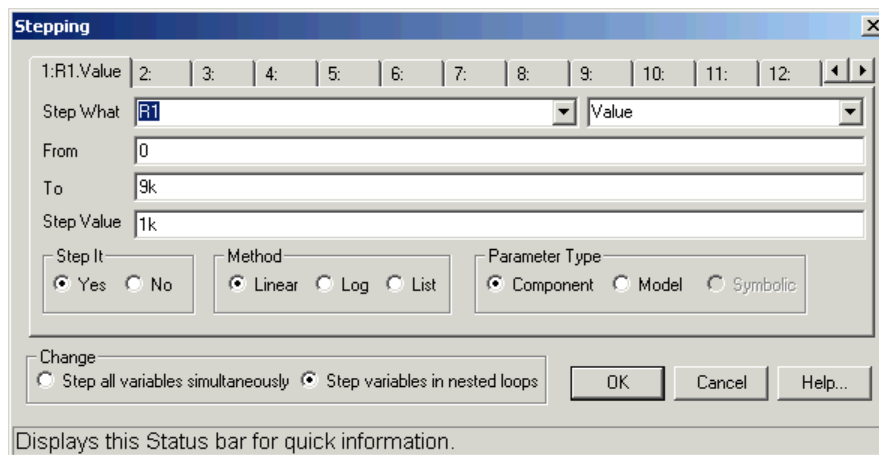 Stepping
1:R1.Value 2: 3: 4: 5: 6: 7: 8: 9: 10: 11: 12:
Step What R1 Value
From 0
To 9k
Step Value 1k
Step It Method Parameter Type
Yes No Linear Log List Component Model Symbolic
Change
Step all variables simultaneously Step variables in nested loops OK Cancel Help...
Displays this Status bar for quick information.